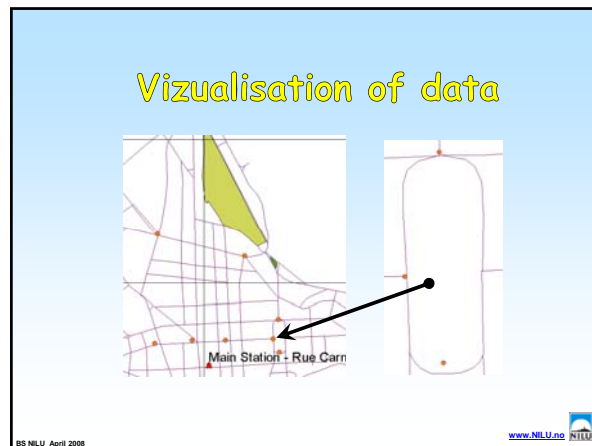 Vizualisation of data
Main Station - Rue Carn
BS NILU April 2008
www.NILU.no
NILU